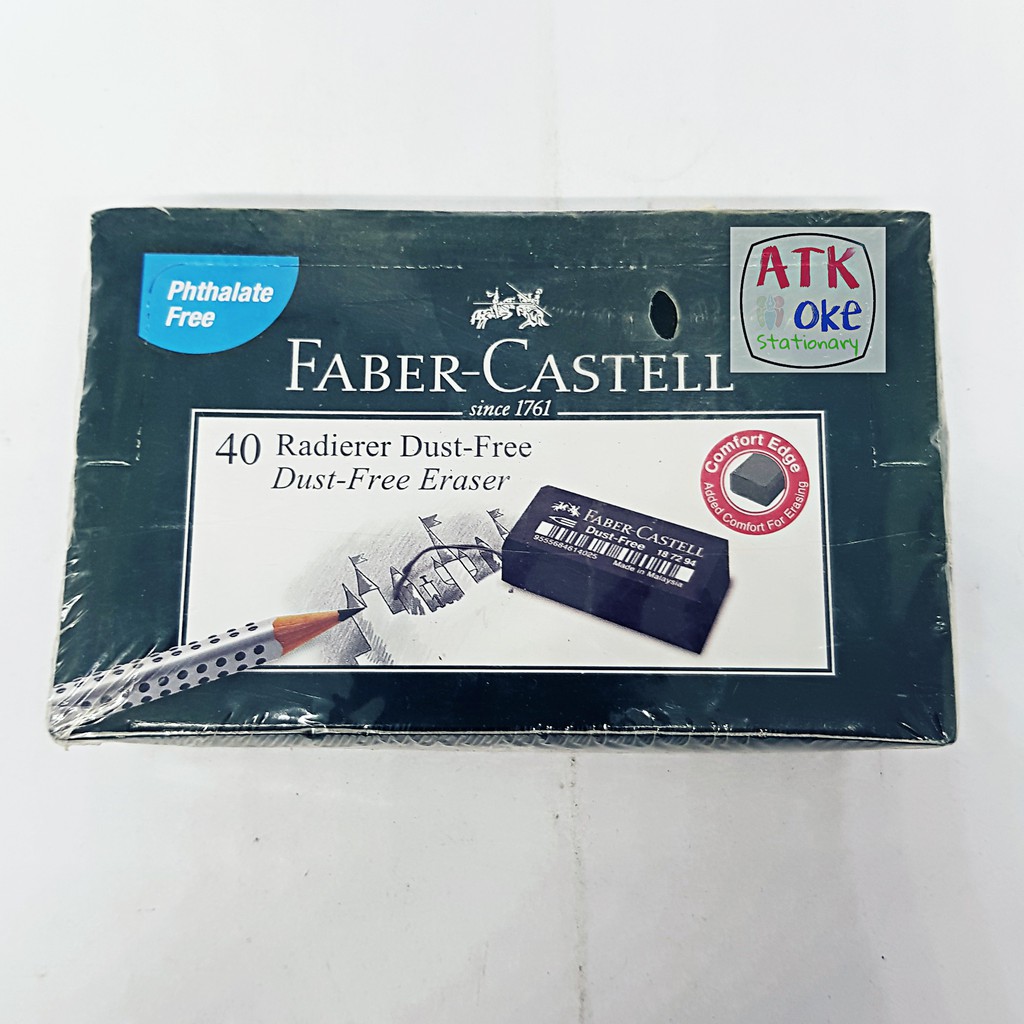 Phthalate
Free
ATK
Oke
Stationary
FABER-CASTELL
since 1761
40 Radierer Dust-Free
Dust-Free Eraser
Comfort Edge
Added Comfort For Erasing
FABER-CASTELL
Dust-Free 18 72 94
9555684614025 Made in Malaysia